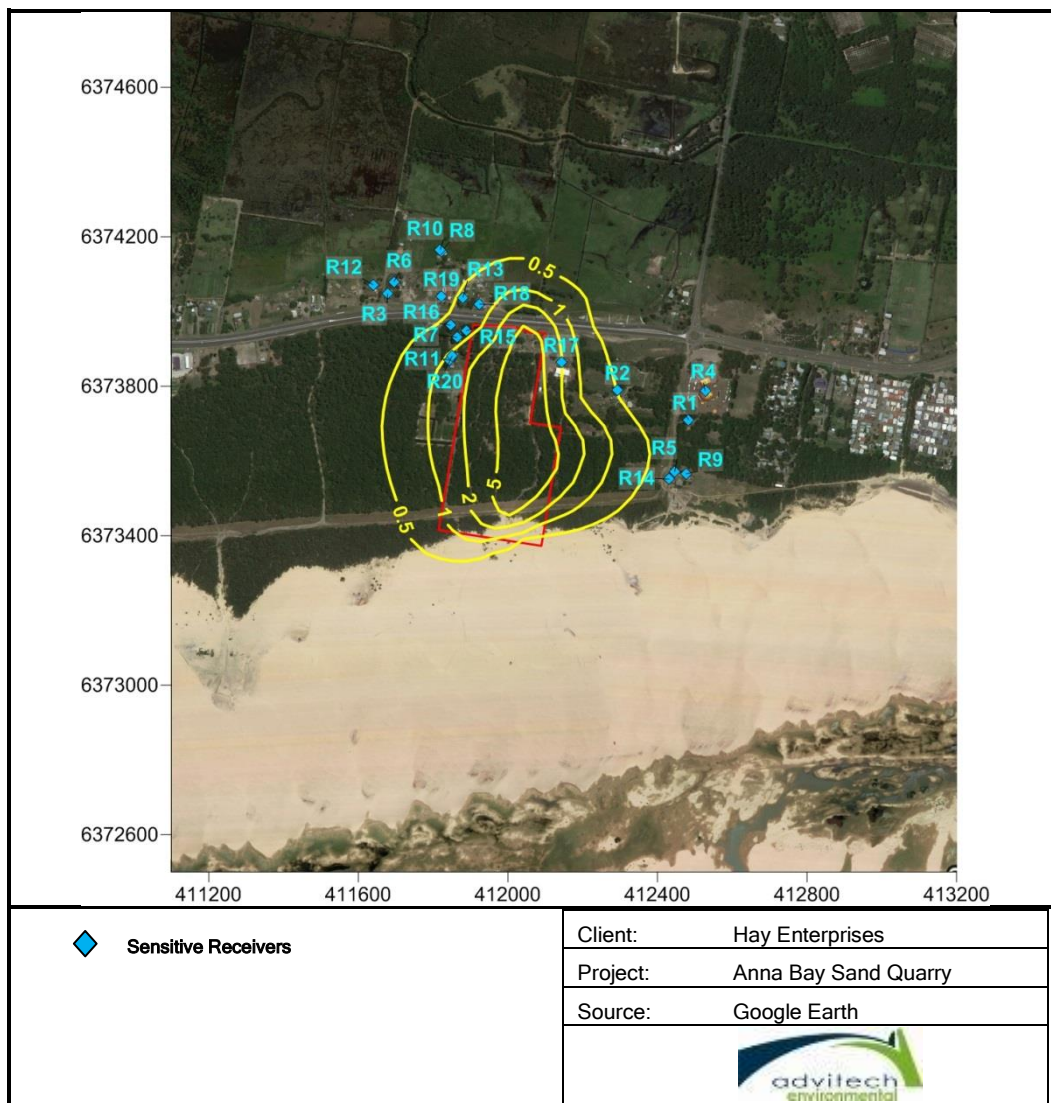 6374600
6374200
R10 R8
R12 R6
R19 R13
0.5
R3
R16
1
R18
R7
R15
R17
R11
R2
R4
R20
6373800
R1
R5
R9
R14
5
2
1
0.5
6373400
6373000
6372600
411200 411600 412000 412400 412800 413200
Sensitive Receivers
Client: Hay Enterprises
Project: Anna Bay Sand Quarry
Source: Google Earth
advitech
environmental